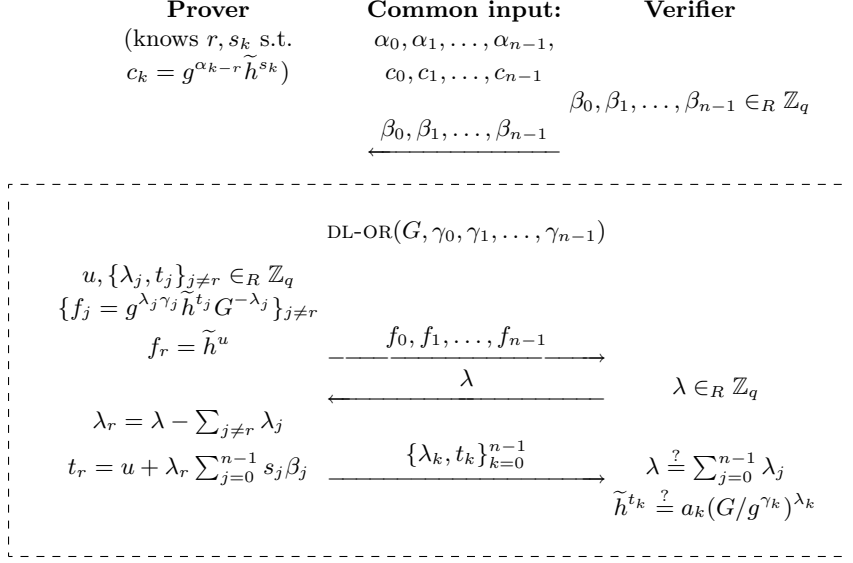 Prover Common input: Verifier
(knows r, s_k s.t. α_0, α_1, . . . , α_{n−1},
c_k = g^{α_{k−r}} h̃^{s_k}) c_0, c_1, . . . , c_{n−1}
β_0, β_1, . . . , β_{n−1} ∈_R ℤ_q
β_0, β_1, . . . , β_{n−1}
DL-OR(G, γ_0, γ_1, . . . , γ_{n−1})
u, {λ_j, t_j}_{j≠r} ∈_R ℤ_q
{f_j = g^{λ_j γ_j} h̃^{t_j} G^{−λ_j}}_{j≠r}
f_r = h̃^u f_0, f_1, . . . , f_{n−1}
λ λ ∈_R ℤ_q
λ_r = λ − ∑_{j≠r} λ_j
t_r = u + λ_r ∑_{j=0}^{n−1} s_j β_j {λ_k, t_k}_{k=0}^{n−1} λ ≟ ∑_{j=0}^{n−1} λ_j
h̃^{t_k} ≟ a_k(G/g^{γ_k})^{λ_k}